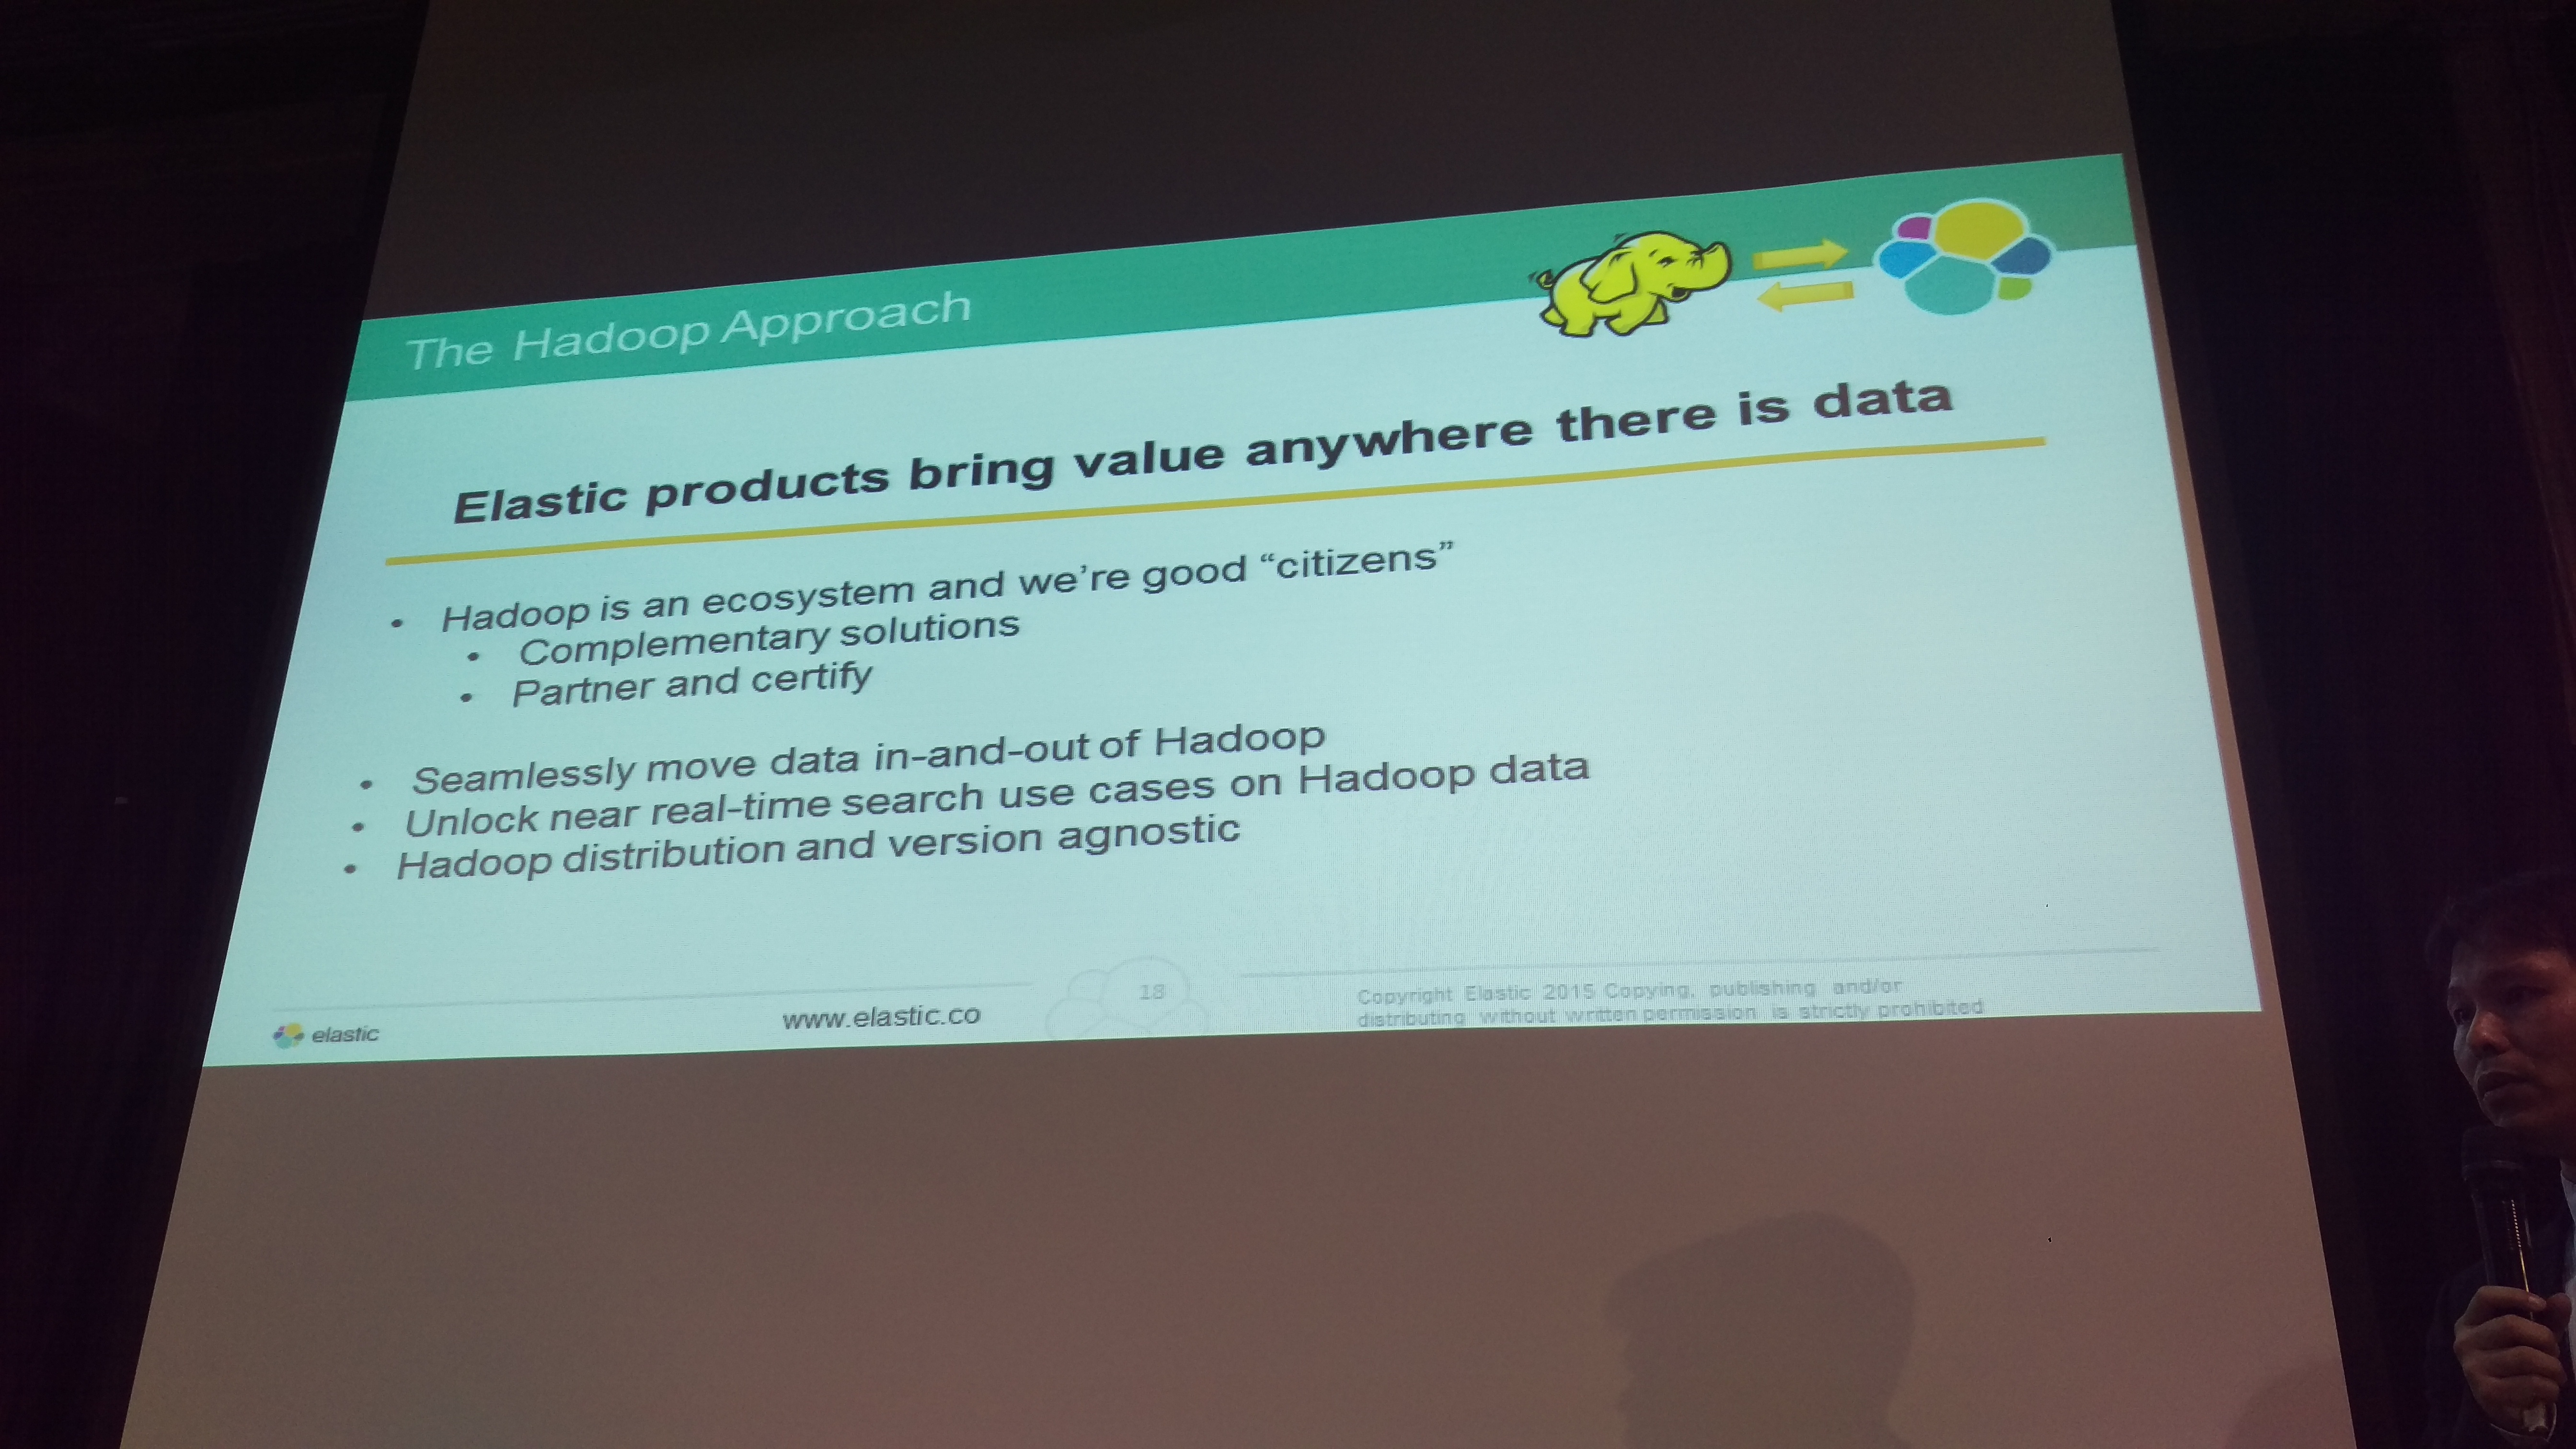 The Hadoop Approach
Elastic products bring value anywhere there is data
• Hadoop is an ecosystem and we’re good “citizens”
• Complementary solutions
• Partner and certify
• Seamlessly move data in-and-out of Hadoop
• Unlock near real-time search use cases on Hadoop data
• Hadoop distribution and version agnostic
elastic
www.elastic.co
18
Copyright Elastic 2015 Copying, publishing and/or
distributing without written permission is strictly prohibited